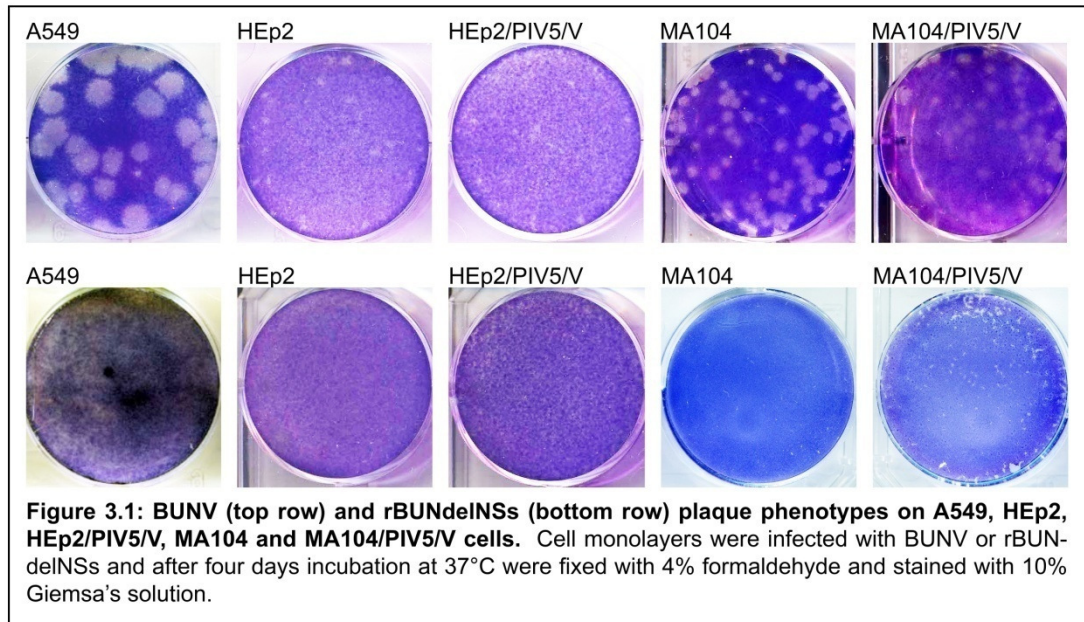 A549 HEp2 HEp2/PIV5/V MA104 MA104/PIV5/V
A549 HEp2 HEp2/PIV5/V MA104 MA104/PIV5/V
Figure 3.1: BUNV (top row) and rBUNdelNSs (bottom row) plaque phenotypes on A549, HEp2,
HEp2/PIV5/V, MA104 and MA104/PIV5/V cells. Cell monolayers were infected with BUNV or rBUN-
delNSs and after four days incubation at 37°C were fixed with 4% formaldehyde and stained with 10%
Giemsa's solution.